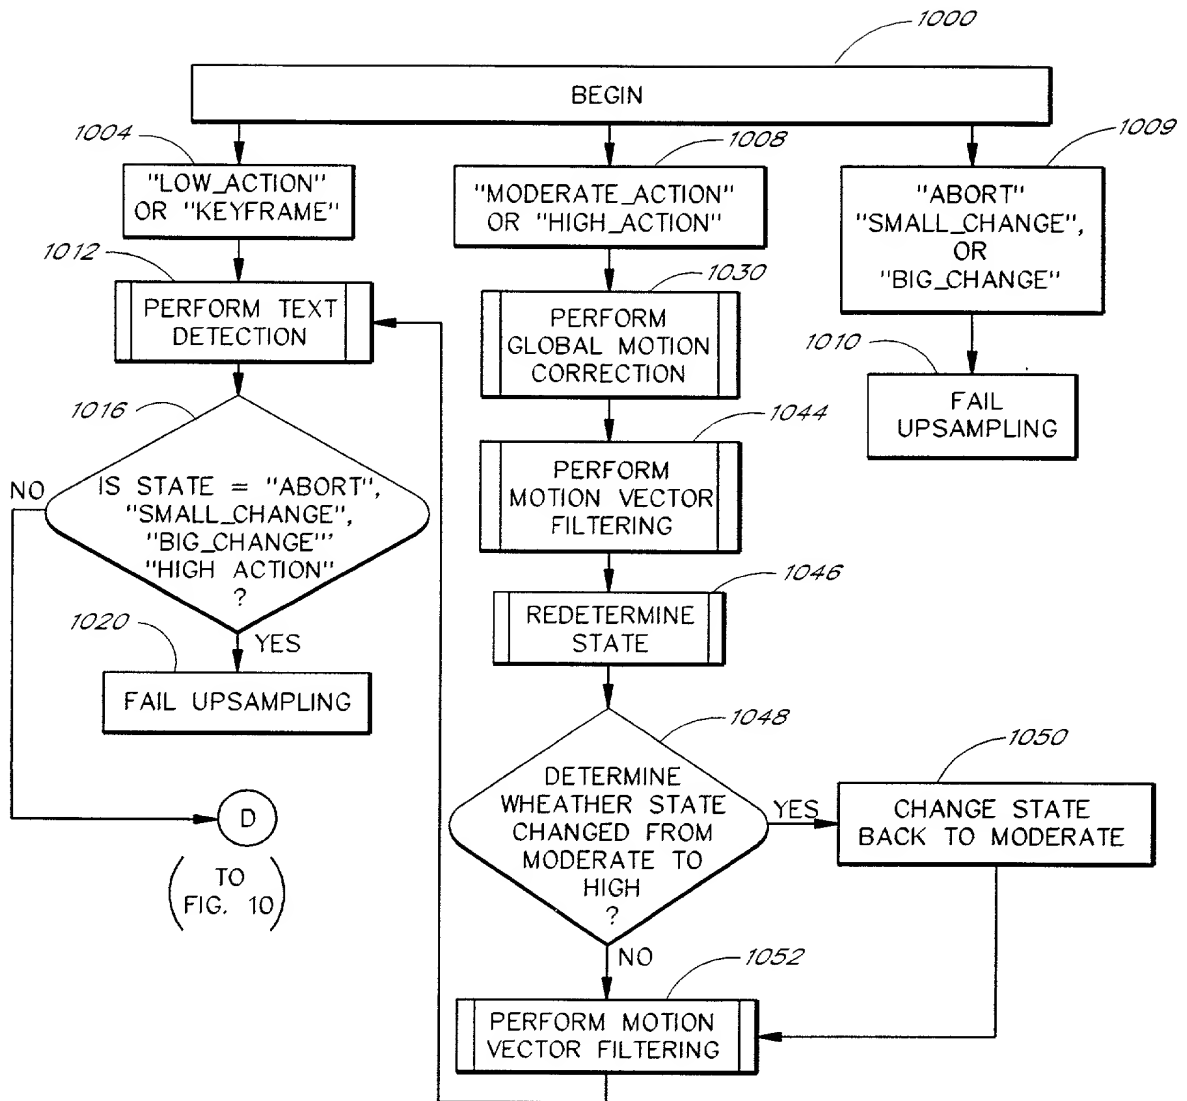 1000
BEGIN
1004
"LOW_ACTION"
OR "KEYFRAME"
1012
PERFORM TEXT
DETECTION
1016
IS STATE = "ABORT",
"SMALL_CHANGE",
"BIG_CHANGE"'
"HIGH ACTION"
?
NO
YES
1020
FAIL UPSAMPLING
D
(TO
FIG. 10)
1008
"MODERATE_ACTION"
OR "HIGH_ACTION"
1030
PERFORM
GLOBAL MOTION
CORRECTION
1044
PERFORM
MOTION VECTOR
FILTERING
1046
REDETERMINE
STATE
1048
DETERMINE
WHEATHER STATE
CHANGED FROM
MODERATE TO
HIGH
?
YES
NO
1050
CHANGE STATE
BACK TO MODERATE
1052
PERFORM MOTION
VECTOR FILTERING
1009
"ABORT"
"SMALL_CHANGE",
OR
"BIG_CHANGE"
1010
FAIL
UPSAMPLING